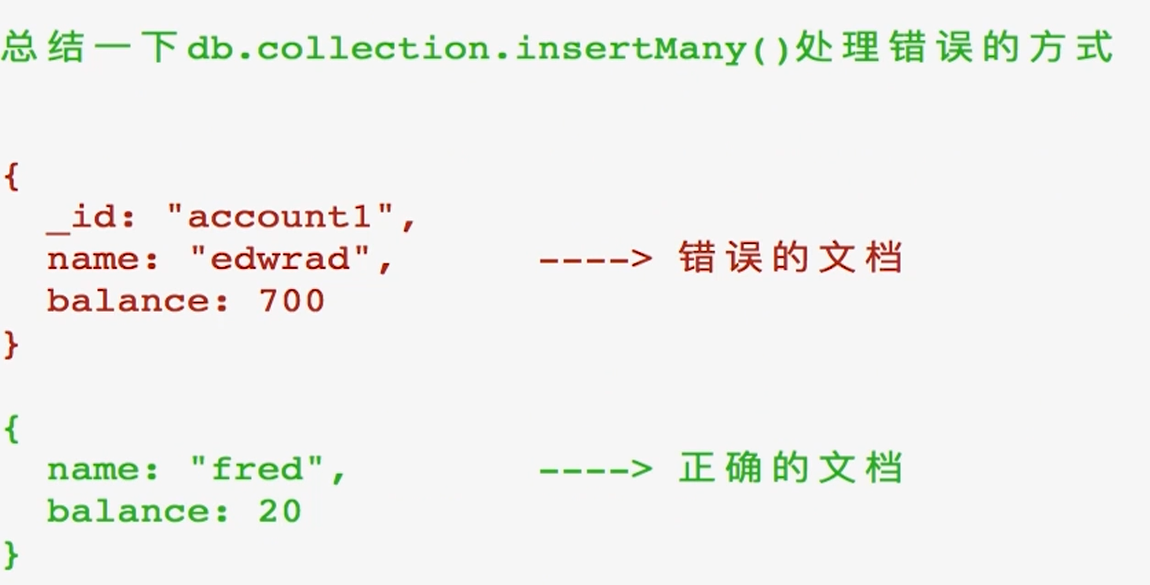 总结一下db.collection.insertMany()处理错误的方式
{
_id: "account1",
name: "edwrad", ----> 错误的文档
balance: 700
}
{
name: "fred", ----> 正确的文档
balance: 20
}